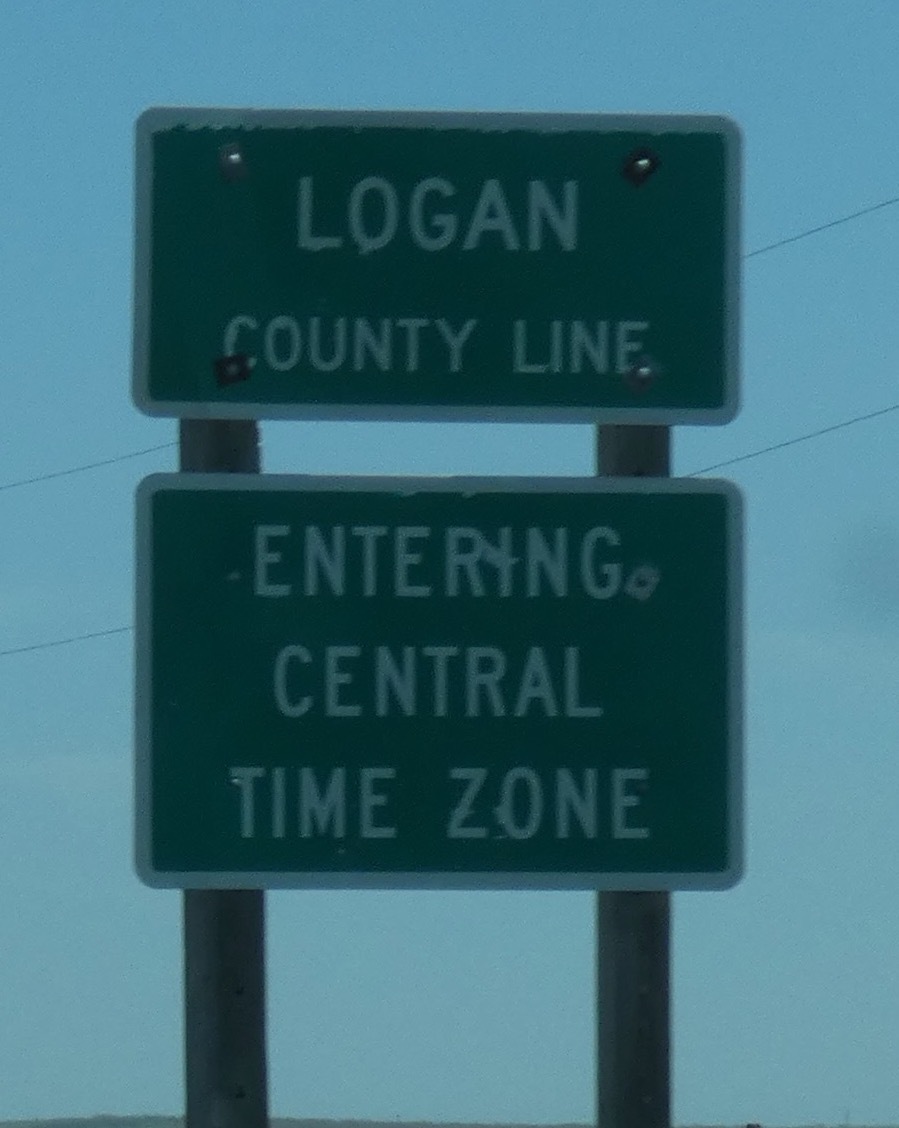 LOGAN
COUNTY LINE
ENTERING
CENTRAL
TIME ZONE